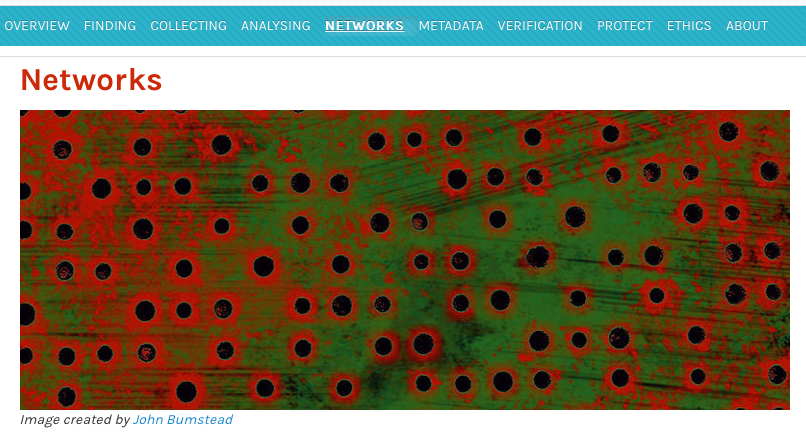 OVERVIEW FINDING COLLECTING ANALYSING NETWORKS METADATA VERIFICATION PROTECT ETHICS ABOUT
Networks
Image created by John Bumstead